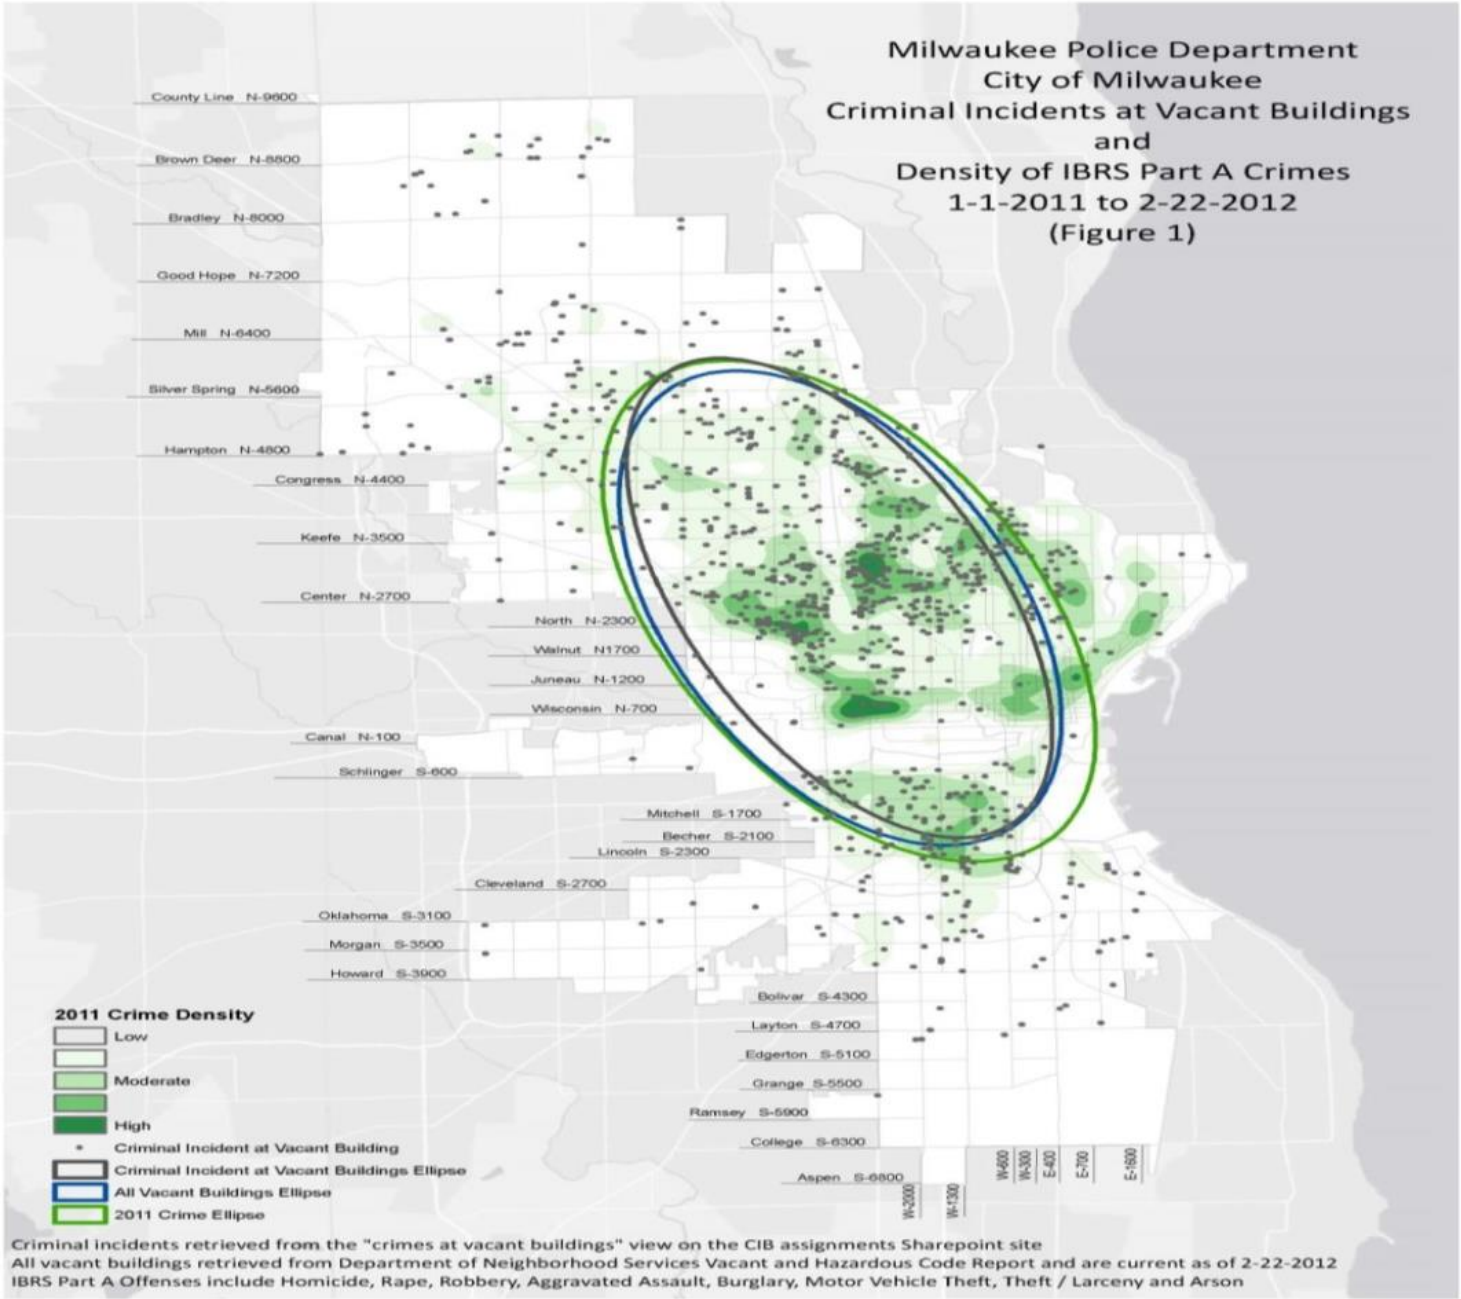 Milwaukee Police Department
City of Milwaukee
Criminal Incidents at Vacant Buildings
and
Density of IBRS Part A Crimes
1-1-2011 to 2-22-2012
(Figure 1)
County Line N-9600
Brown Deer N-8800
Bradley N-8000
Good Hope N-7200
Mill N-6400
Silver Spring N-5600
Hampton N-4800
Congress N-4400
Keefe N-3500
Center N-2700
North N-2300
Walnut N1700
Juneau N-1200
Wisconsin N-700
Canal N-100
Schlinger S-600
Mitchell S-1700
Becher S-2100
Lincoln S-2300
Cleveland S-2700
Oklahoma S-3100
Morgan S-3500
Howard S-3900
Bolivar S-4300
Layton S-4700
Edgerton S-5100
Grange S-5500
Ramsey S-5900
College S-6300
Aspen S-6800
W-2000
W-1300
W-600
W-300
E-400
E-700
E-1600
2011 Crime Density
Low
Moderate
High
Criminal Incident at Vacant Building
Criminal Incident at Vacant Buildings Ellipse
All Vacant Buildings Ellipse
2011 Crime Ellipse
Criminal incidents retrieved from the "crimes at vacant buildings" view on the CIB assignments Sharepoint site
All vacant buildings retrieved from Department of Neighborhood Services Vacant and Hazardous Code Report and are current as of 2-22-2012
IBRS Part A Offenses include Homicide, Rape, Robbery, Aggravated Assault, Burglary, Motor Vehicle Theft, Theft / Larceny and Arson